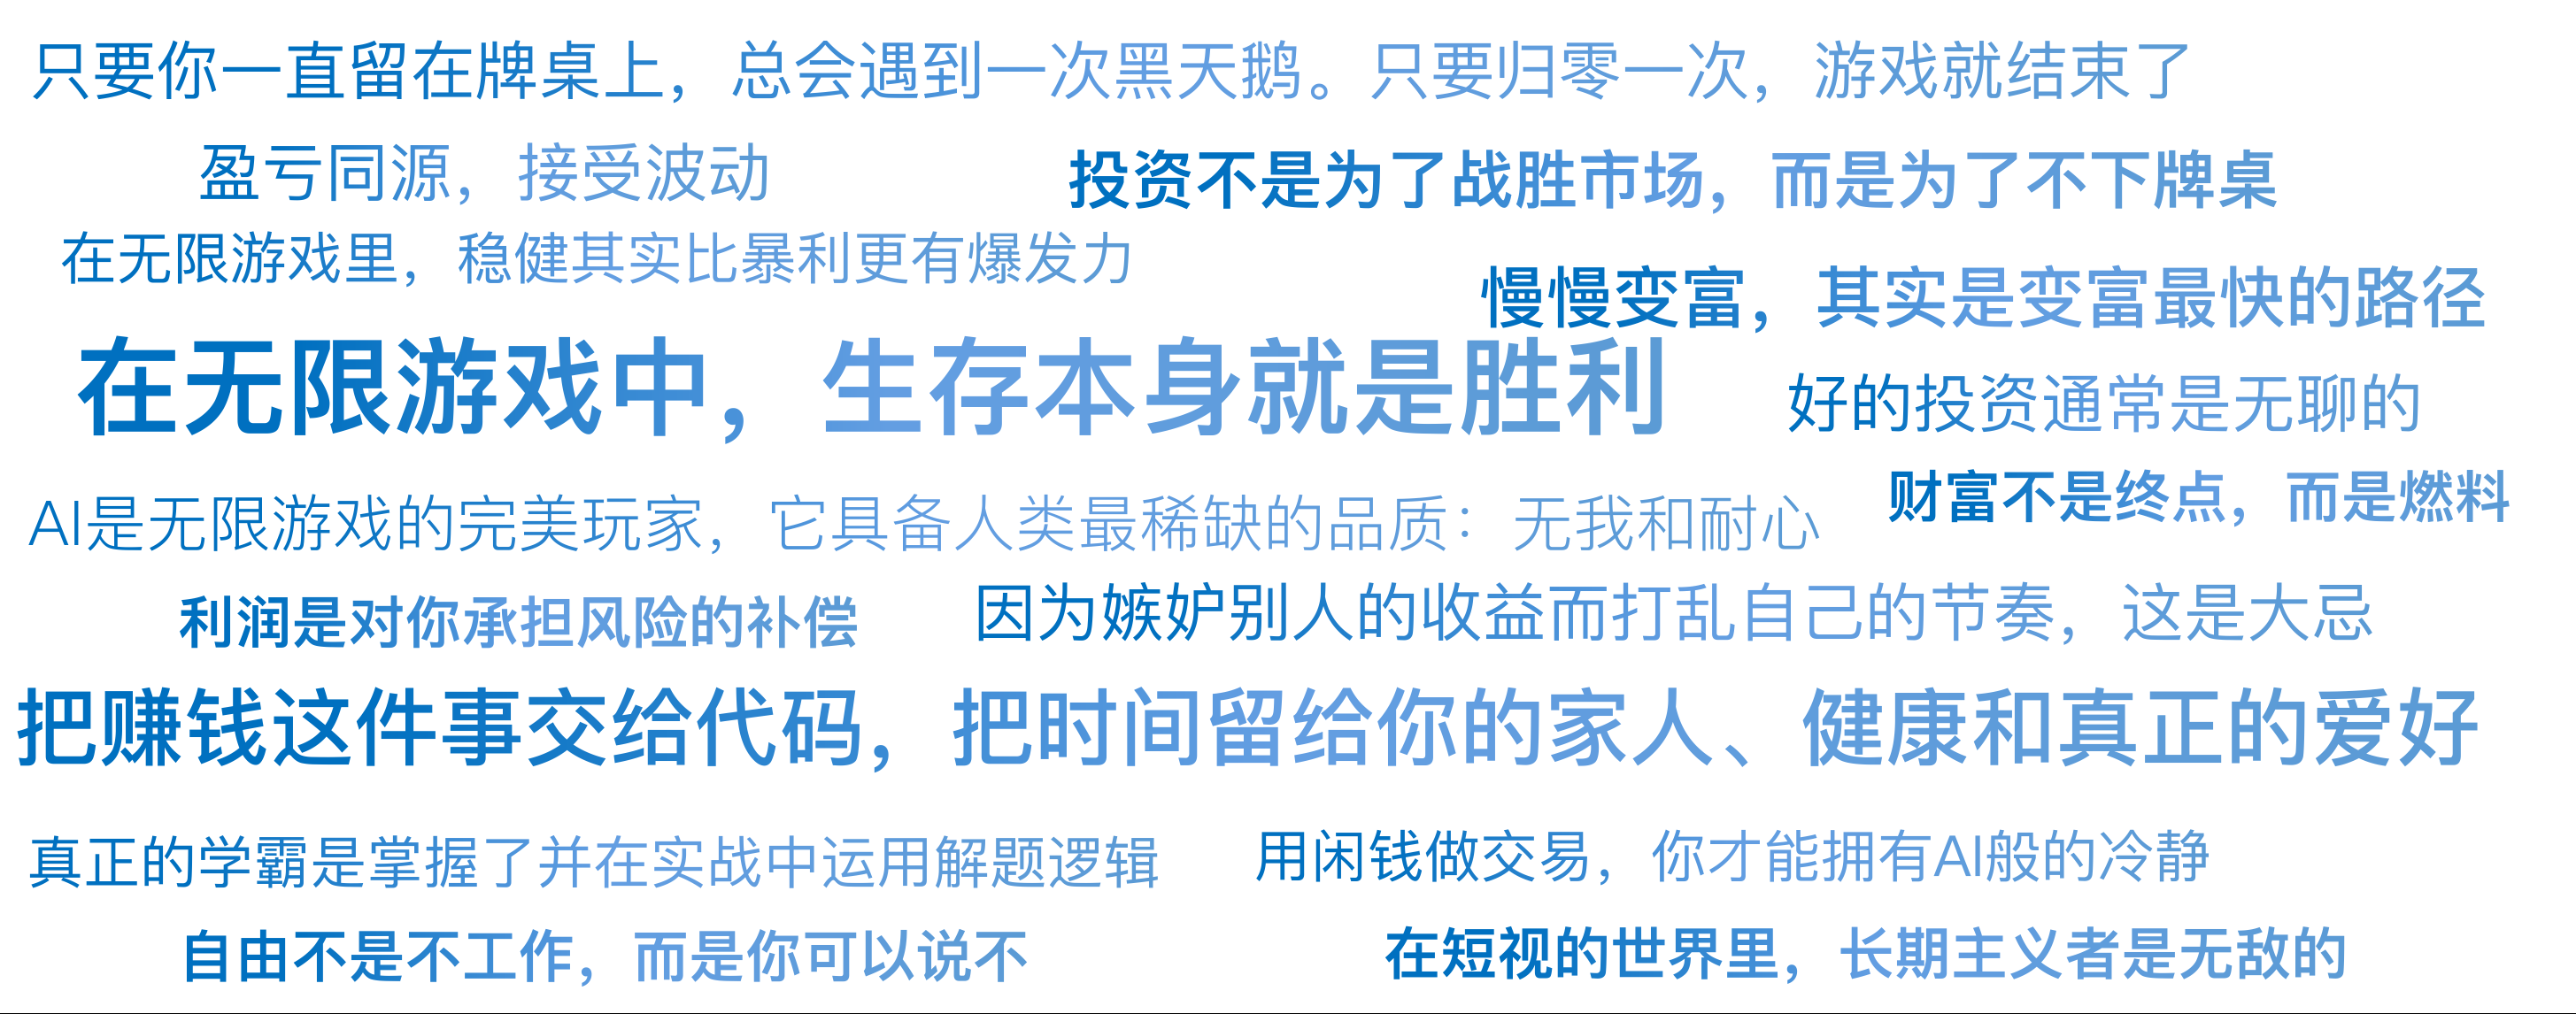 只要你一直留在牌桌上，总会遇到一次黑天鹅。只要归零一次，游戏就结束了
盈亏同源，接受波动
投资不是为了战胜市场，而是为了不下牌桌
在无限游戏里，稳健其实比暴利更有爆发力
慢慢变富，其实是变富最快的路径
在无限游戏中，生存本身就是胜利
好的投资通常是无聊的
AI是无限游戏的完美玩家，它具备人类最稀缺的品质：无我和耐心
财富不是终点，而是燃料
利润是对你承担风险的补偿
因为嫉妒别人的收益而打乱自己的节奏，这是大忌
把赚钱这件事交给代码，把时间留给你的家人、健康和真正的爱好
真正的学霸是掌握了并在实战中运用解题逻辑
用闲钱做交易，你才能拥有AI般的冷静
自由不是不工作，而是你可以说不
在短视的世界里，长期主义者是无敌的